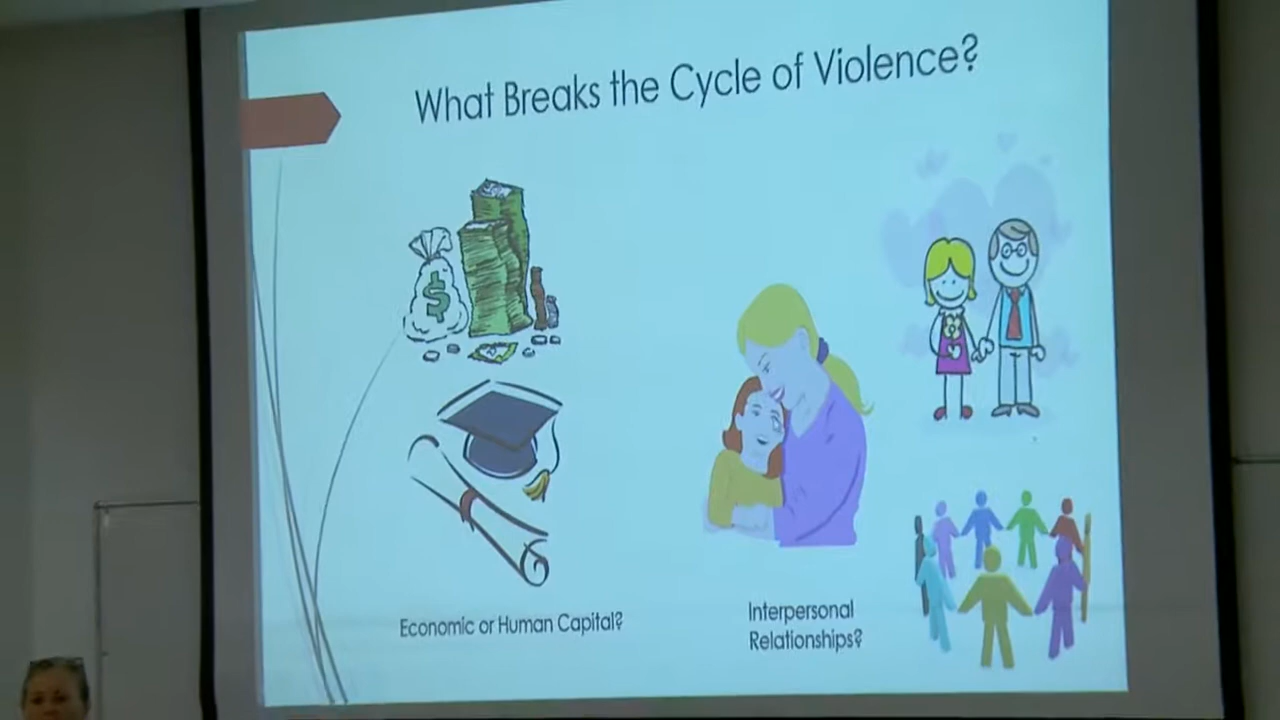 What Breaks the Cycle of Violence?
$
Economic or Human Capital?
Interpersonal
Relationships?